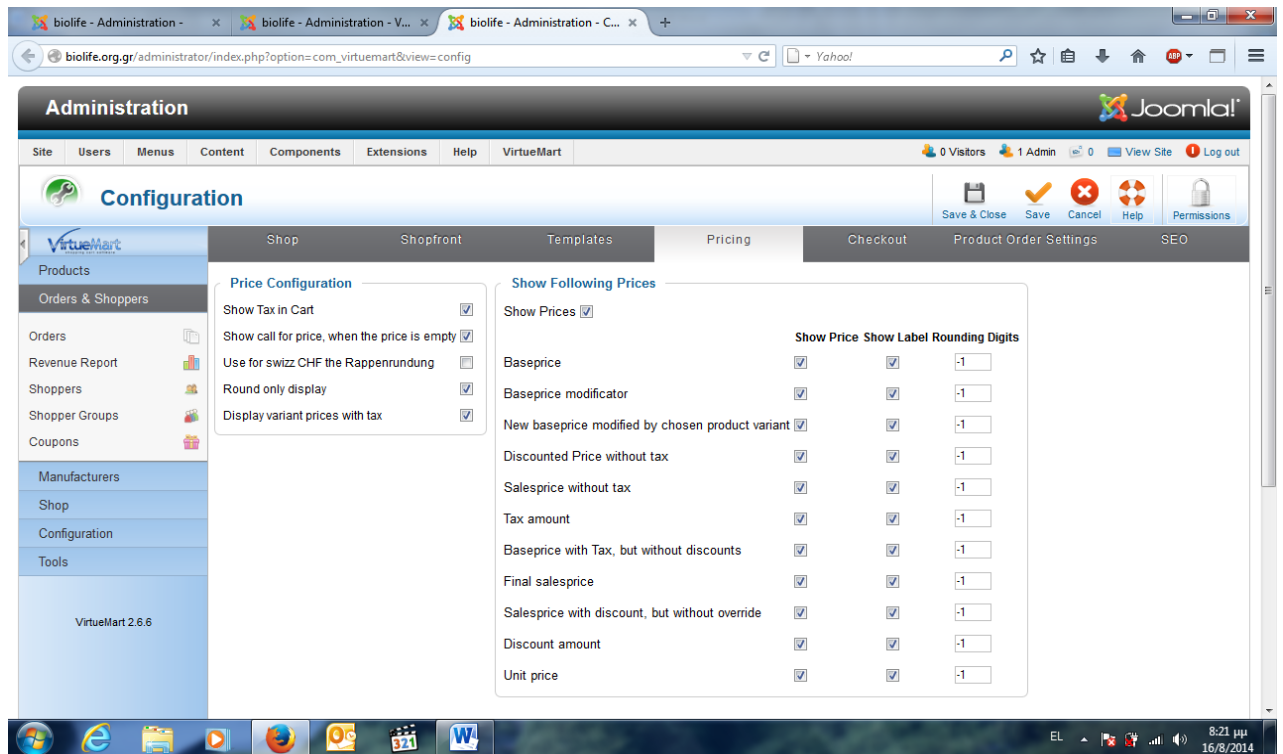 biolife - Administration -
biolife - Administration - V...
biolife - Administration - C...
biolife.org.gr/administrator/index.php?option=com_virtuemart&view=config
Yahoo!
ABP
Administration
Joomla!
Site Users Menus Content Components Extensions Help VirtueMart
0 Visitors 1 Admin 0 View Site Log out
Configuration
Save & Close Save Cancel Help Permissions
VirtueMart
Shop Shopfront Templates Pricing Checkout Product Order Settings SEO
Products
Orders & Shoppers
Orders
Revenue Report
Shoppers
Shopper Groups
Coupons
Manufacturers
Shop
Configuration
Tools
VirtueMart 2.6.6
Price Configuration
Show Tax in Cart
Show call for price, when the price is empty
Use for swizz CHF the Rappenrundung
Round only display
Display variant prices with tax
Show Following Prices
Show Prices
Show Price Show Label Rounding Digits
Baseprice -1
Baseprice modificator -1
New baseprice modified by chosen product variant -1
Discounted Price without tax -1
Salesprice without tax -1
Tax amount -1
Baseprice with Tax, but without discounts -1
Final salesprice -1
Salesprice with discount, but without override -1
Discount amount -1
Unit price -1
321
W
EL
8:21 μμ
16/8/2014